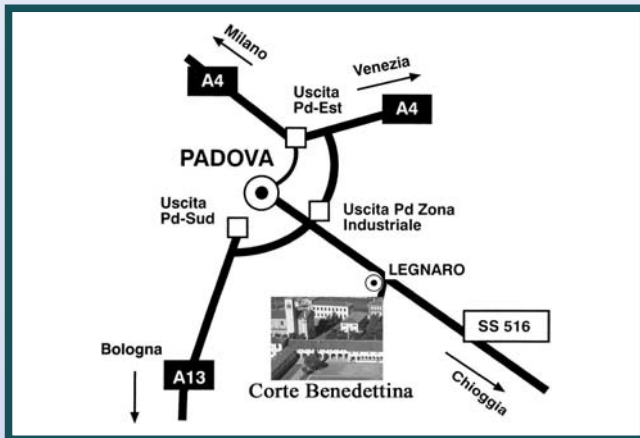 Milano
Venezia
A4
Uscita
Pd-Est
A4
PADOVA
Uscita
Pd-Sud
Uscita Pd Zona
Industriale
LEGNARO
SS 516
Bologna
A13
Corte Benedettina
Chioggia